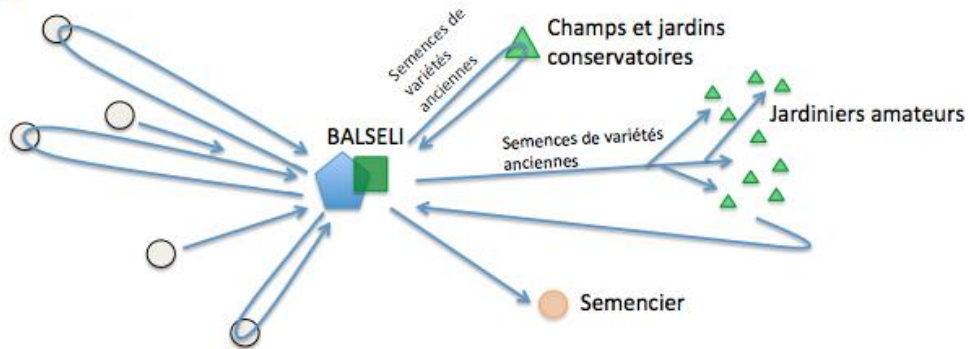 Semences de
variétés
anciennes
Champs et jardins
conservatoires
BALSELI
Semences de variétés
anciennes
Jardiniers amateurs
Semencier